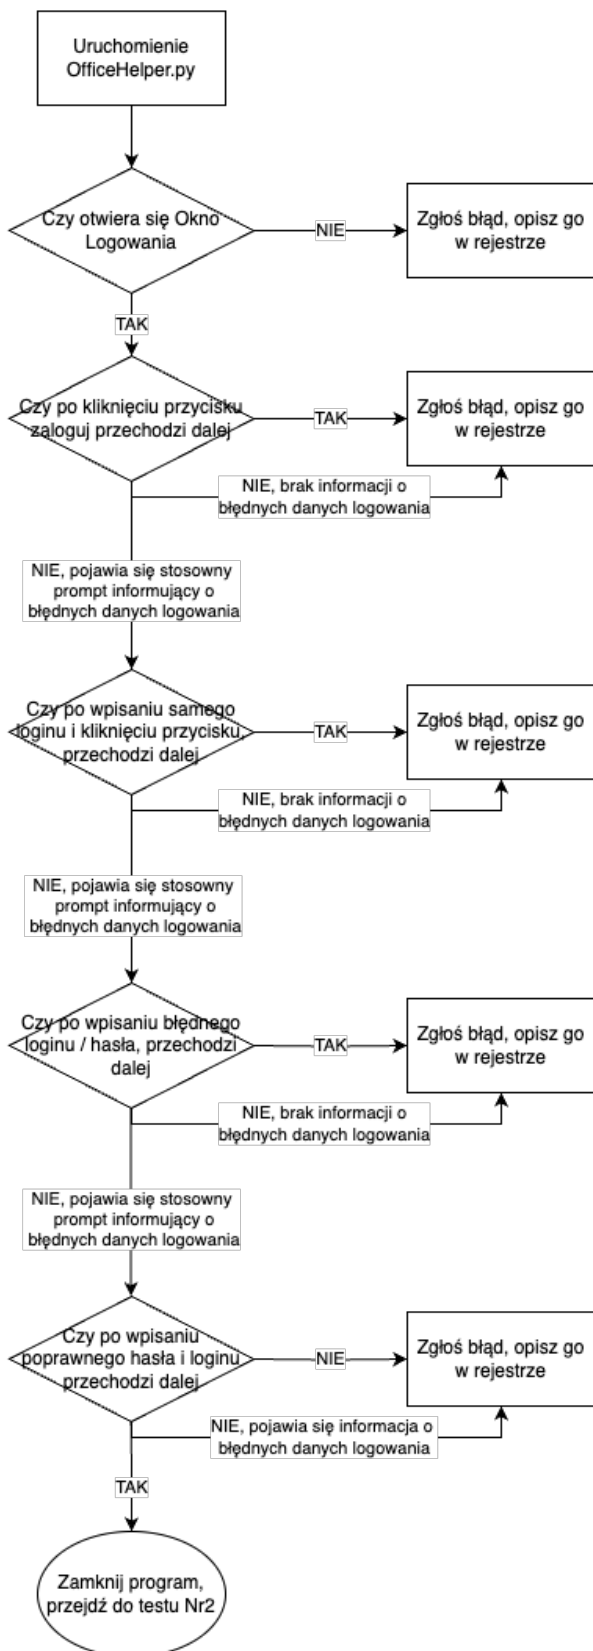 Uruchomienie
OfficeHelper.py
Czy otwiera się Okno
Logowania
NIE
Zgłoś błąd, opisz go
w rejestrze
TAK
Czy po kliknięciu przycisku
zaloguj przechodzi dalej
TAK
Zgłoś błąd, opisz go
w rejestrze
NIE, brak informacji o
błędnych danych logowania
NIE, pojawia się stosowny
prompt informujący o
błędnych danych logowania
Czy po wpisaniu samego
loginu i kliknięciu przycisku,
przechodzi dalej
TAK
Zgłoś błąd, opisz go
w rejestrze
NIE, brak informacji o
błędnych danych logowania
NIE, pojawia się stosowny
prompt informujący o
błędnych danych logowania
Czy po wpisaniu błędnego
loginu / hasła, przechodzi
dalej
TAK
Zgłoś błąd, opisz go
w rejestrze
NIE, brak informacji o
błędnych danych logowania
NIE, pojawia się stosowny
prompt informujący o
błędnych danych logowania
Czy po wpisaniu
poprawnego hasła i loginu
przechodzi dalej
NIE
Zgłoś błąd, opisz go
w rejestrze
NIE, pojawia się informacja o
błędnych danych logowania
TAK
Zamknij program,
przejdź do testu Nr2